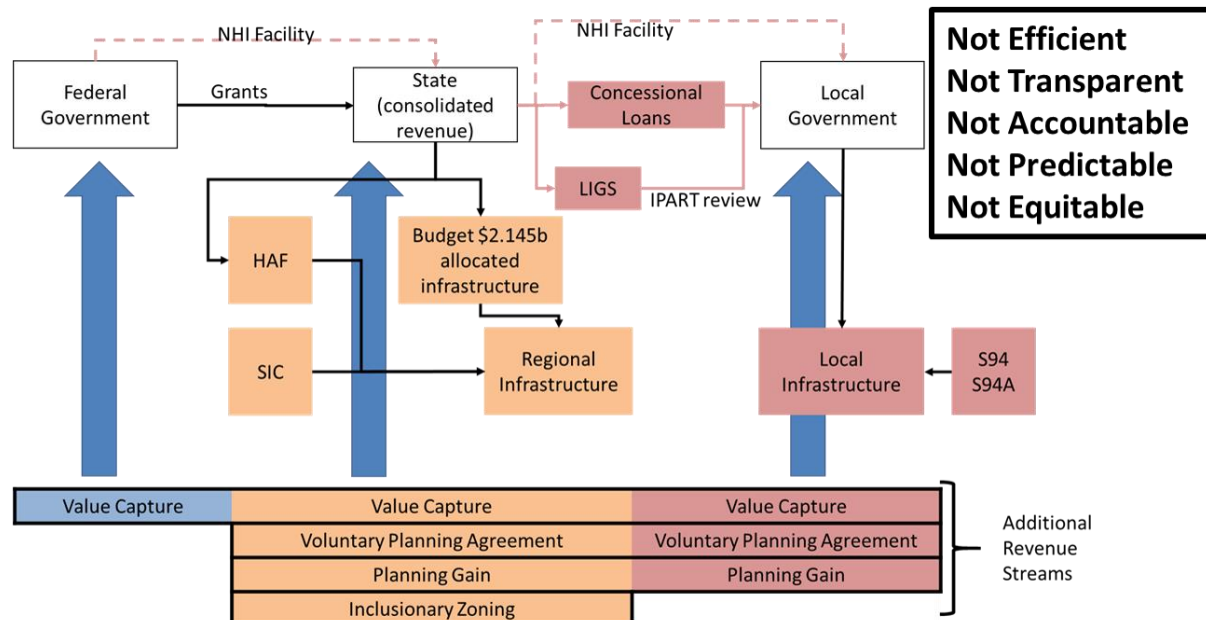 NHI Facility
NHI Facility
Not Efficient
Not Transparent
Not Accountable
Not Predictable
Not Equitable
Federal
Government
Grants
State
(consolidated
revenue)
Concessional
Loans
Local
Government
LIGS
IPART review
HAF
Budget $2.145b
allocated
infrastructure
SIC
Regional
Infrastructure
Local
Infrastructure
S94
S94A
Value Capture
Value Capture
Value Capture
Voluntary Planning Agreement
Voluntary Planning Agreement
Planning Gain
Planning Gain
Inclusionary Zoning
Additional
Revenue
Streams